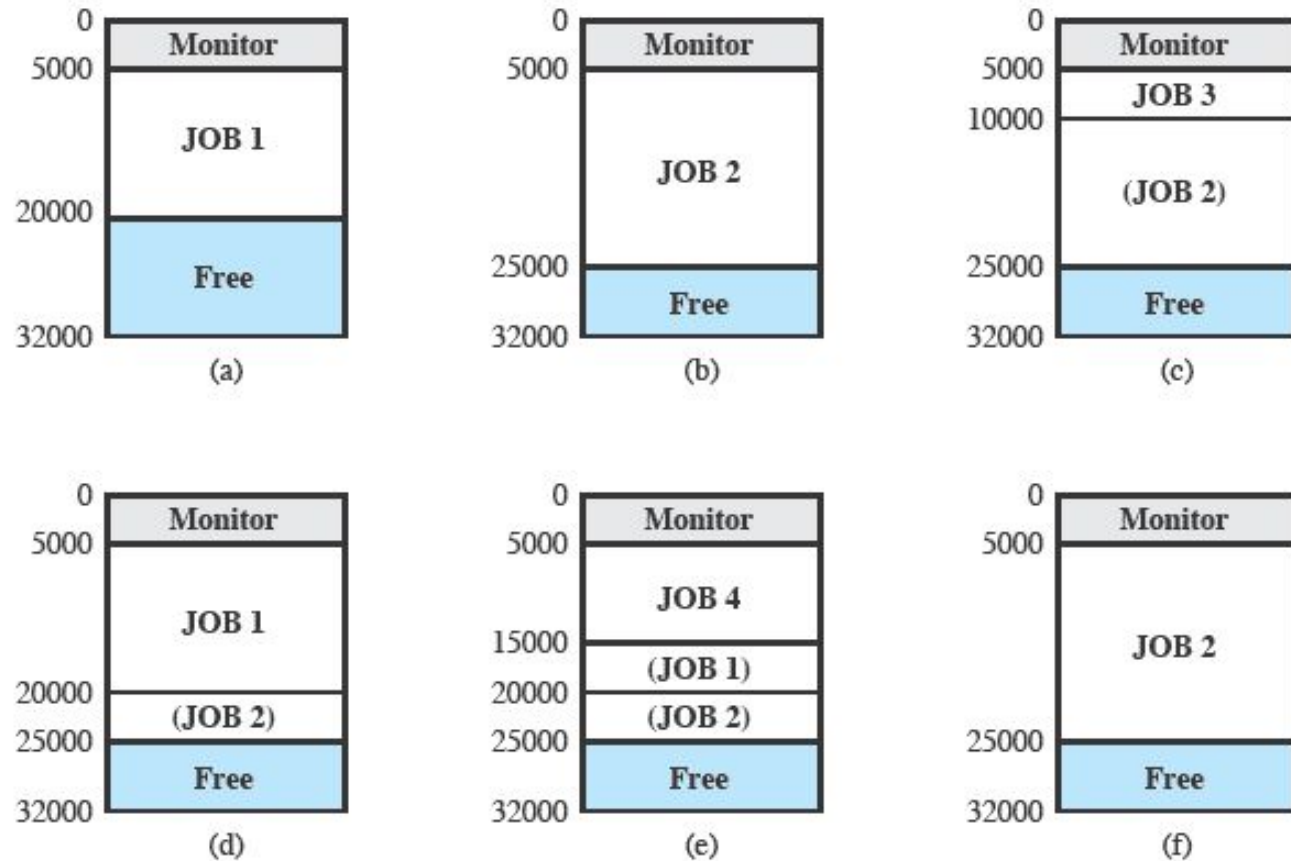 0
Monitor
5000
JOB 1
20000
Free
32000
(a)
0
Monitor
5000
JOB 2
25000
Free
32000
(b)
0
Monitor
5000
JOB 3
10000
(JOB 2)
25000
Free
32000
(c)
0
Monitor
5000
JOB 1
20000
(JOB 2)
25000
Free
32000
(d)
0
Monitor
5000
JOB 4
15000
(JOB 1)
20000
(JOB 2)
25000
Free
32000
(e)
0
Monitor
5000
JOB 2
25000
Free
32000
(f)